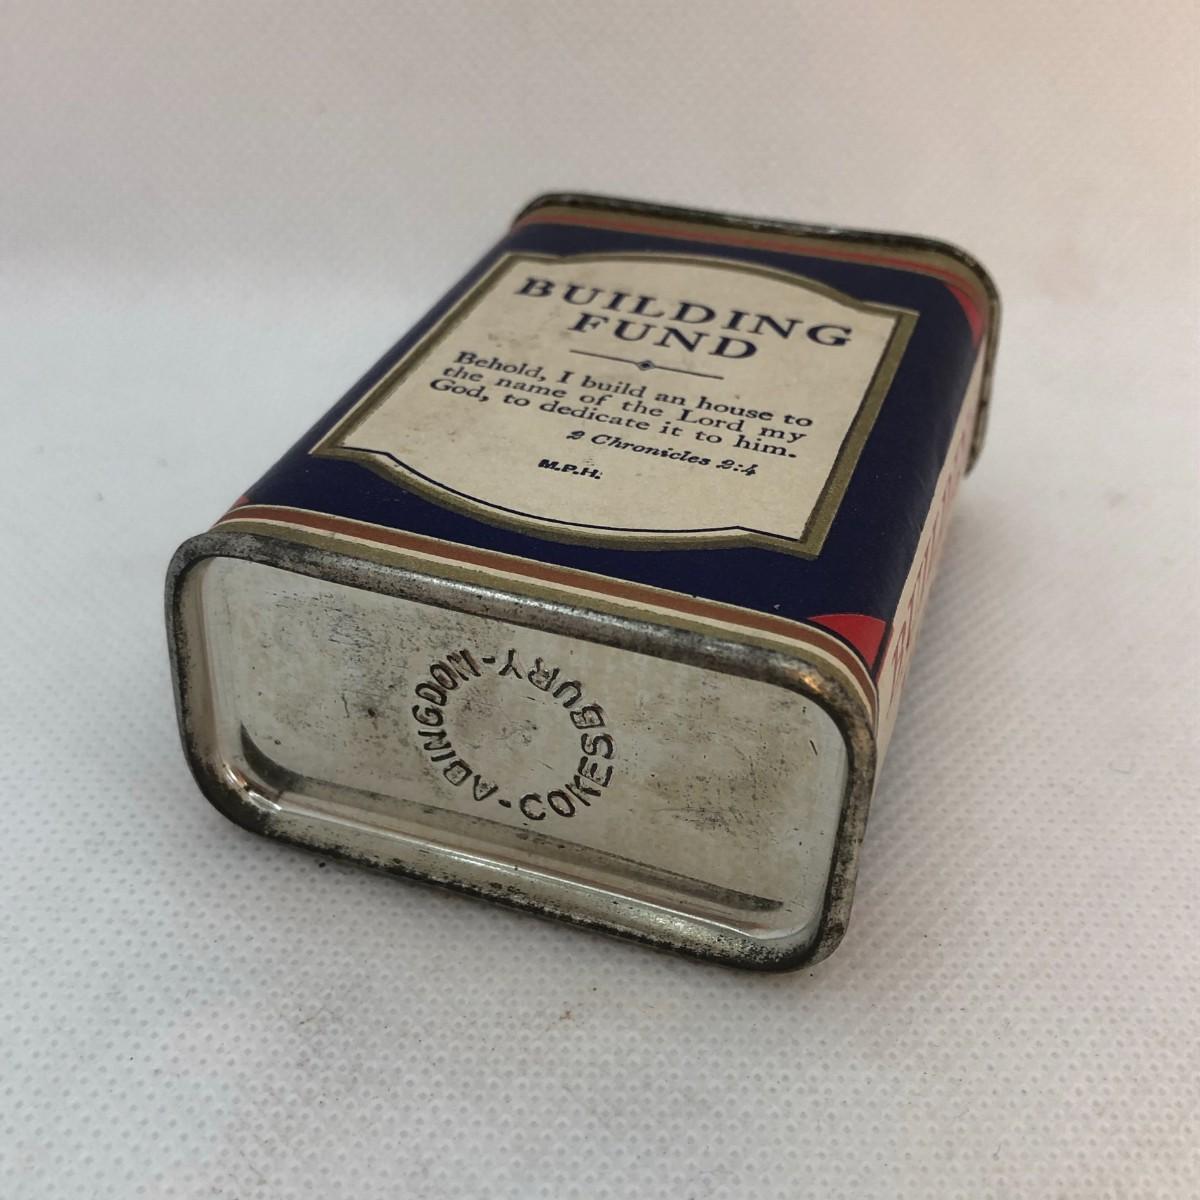 BUILDING
FUND
Behold, I build an house to
the name of the Lord my
God, to dedicate it to him.
2 Chronicles 2:4
M.P.H.
ABINGDON-COKESBURY-